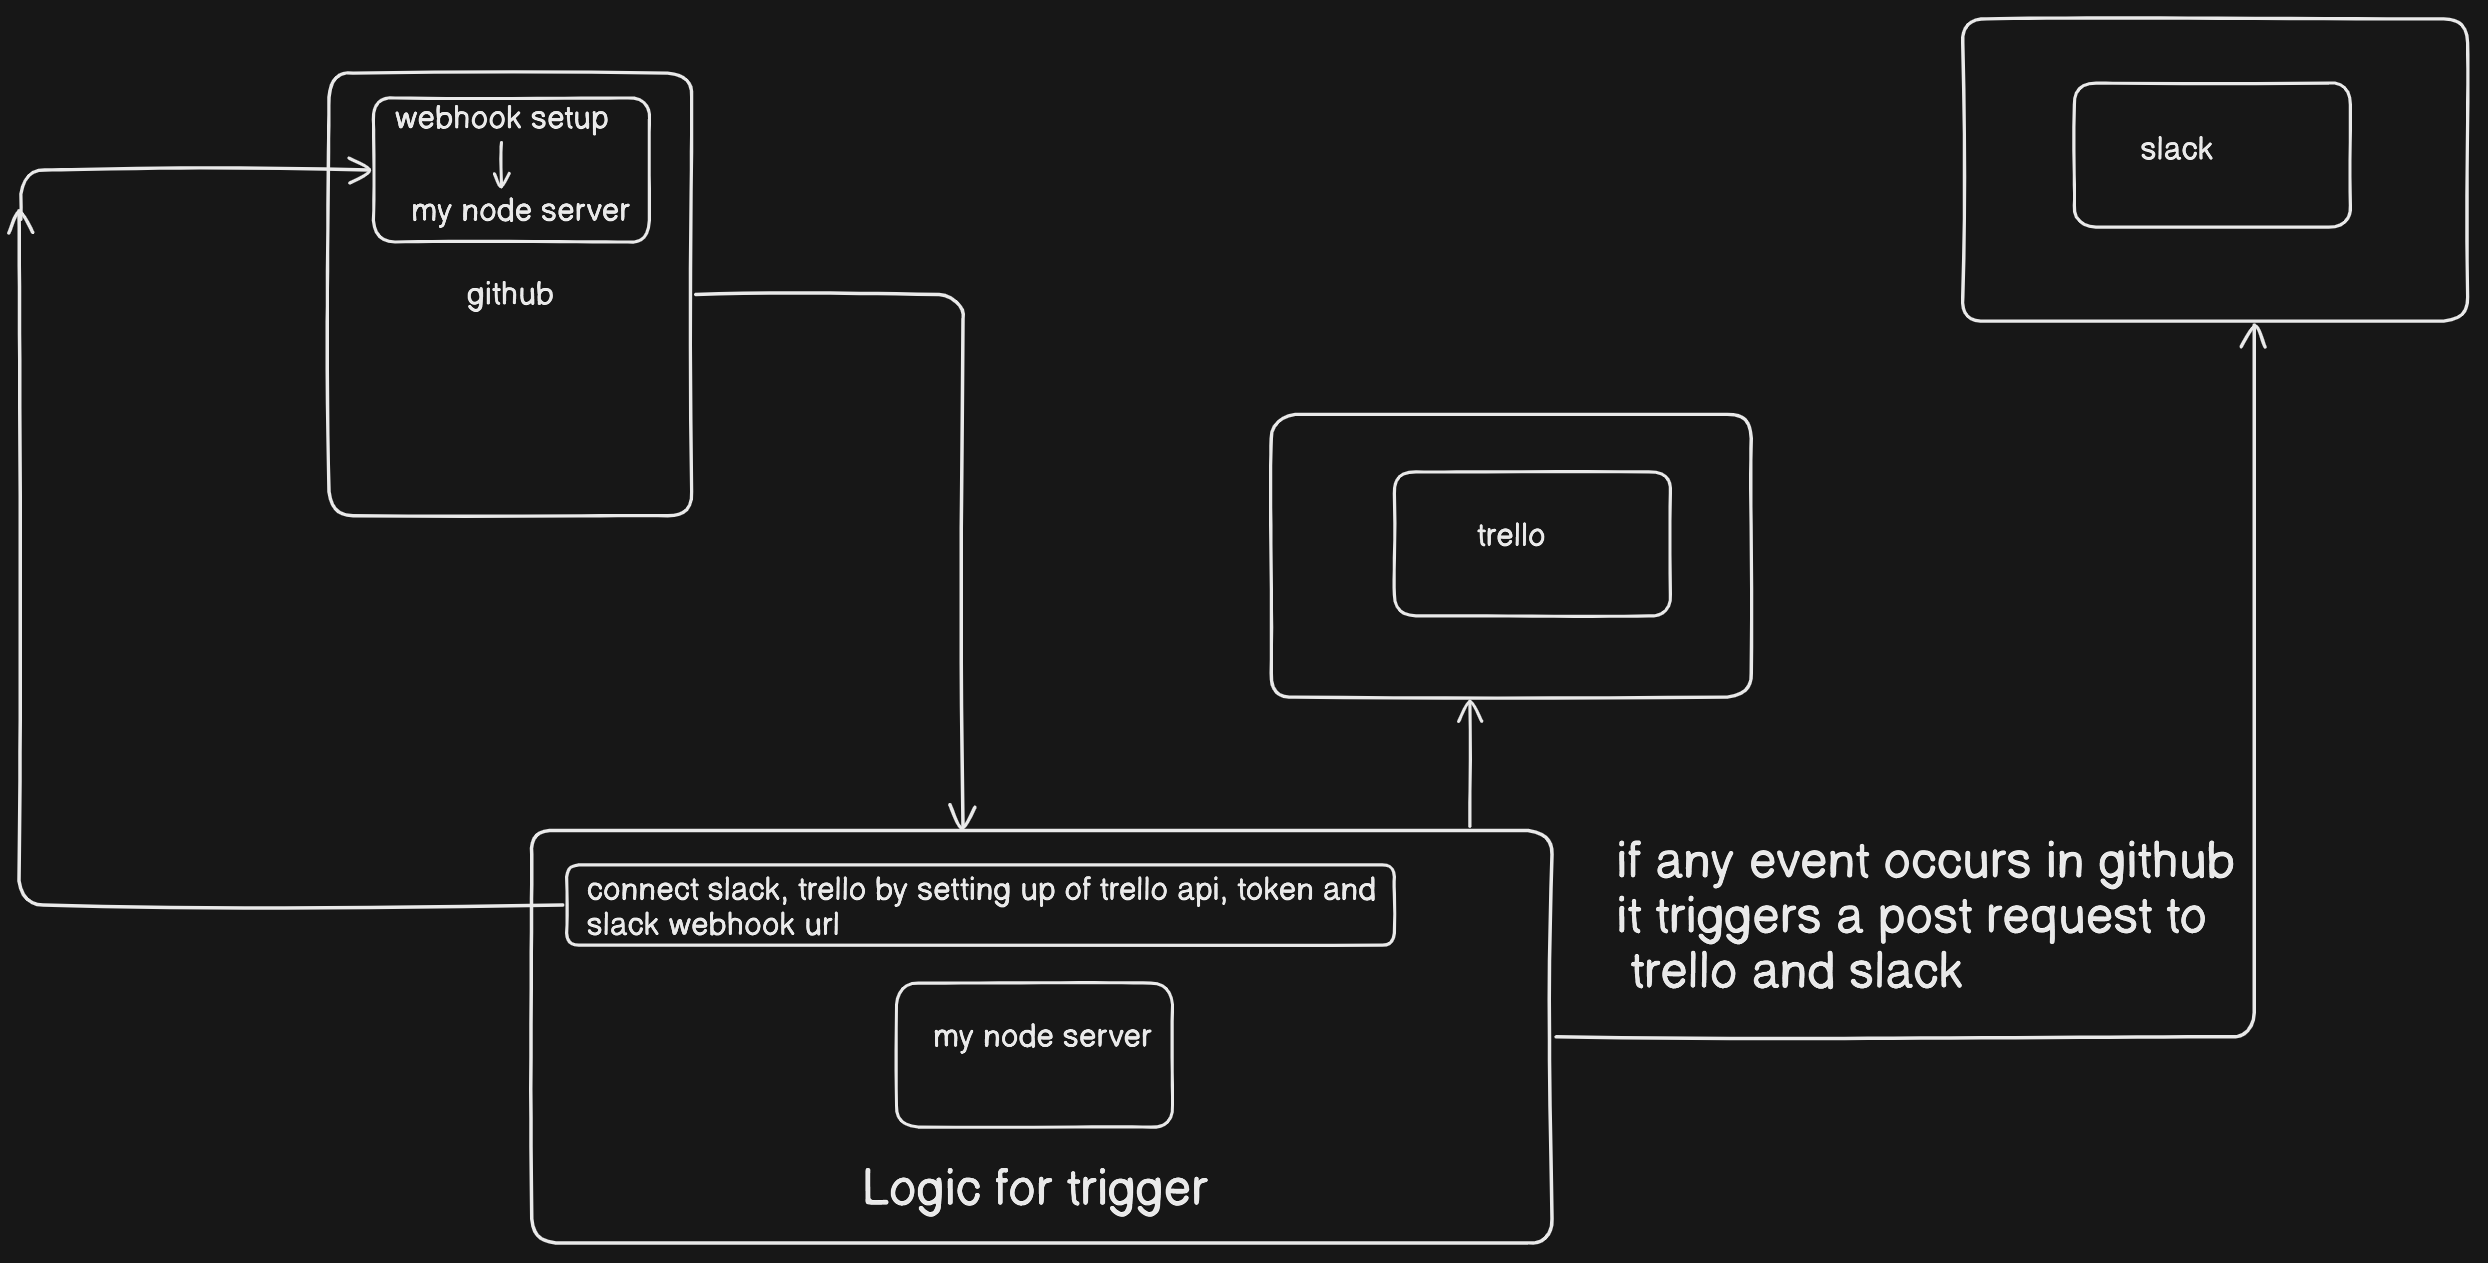 webhook setup
my node server
github
slack
trello
connect slack, trello by setting up of trello api, token and
slack webhook url
my node server
Logic for trigger
if any event occurs in github
it triggers a post request to
trello and slack